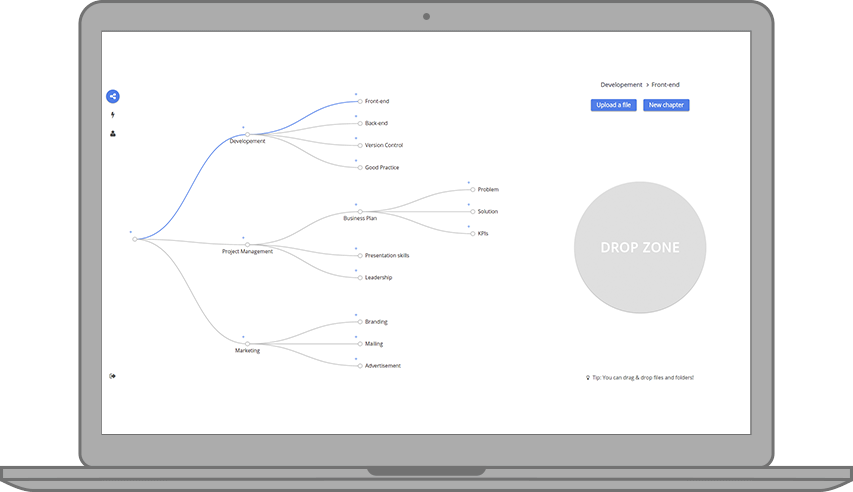 Developement > Front-end
Upload a file
New chapter
Front-end
Back-end
Developement
Version Control
Good Practice
Problem
Business Plan
Solution
KPIs
Project Management
Presentation skills
Leadership
DROP ZONE
Branding
Marketing
Mailing
Advertisement
Tip: You can drag & drop files and folders!